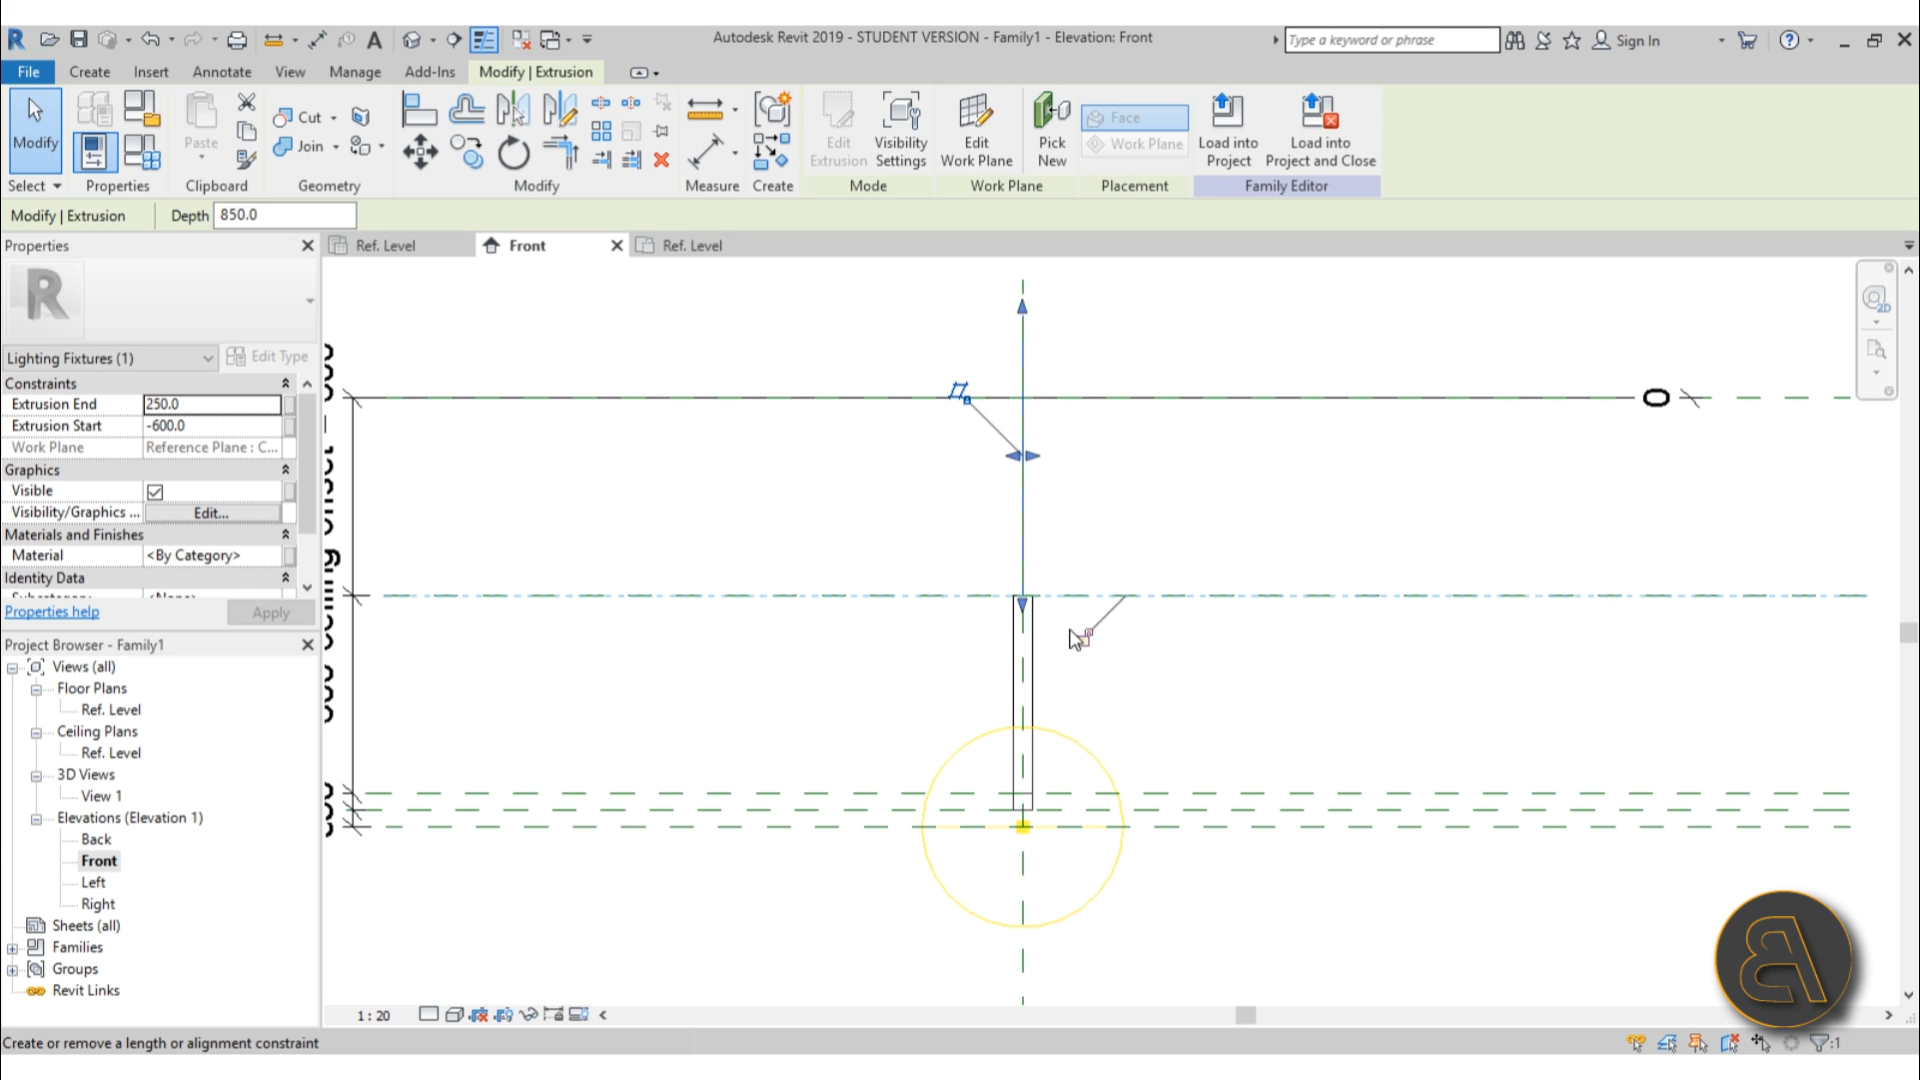 Autodesk Revit 2019 - STUDENT VERSION - Family1 - Elevation: Front
Type a keyword or phrase
Sign In
File
Create
Insert
Annotate
View
Manage
Add-Ins
Modify | Extrusion
Modify
Paste
Cut
Join
Edit Extrusion
Visibility Settings
Edit Work Plane
Pick New
Face
Work Plane
Load into Project
Load into Project and Close
Select
Properties
Clipboard
Geometry
Modify
Measure
Create
Mode
Work Plane
Placement
Family Editor
Modify | Extrusion
Depth 850.0
Properties
Ref. Level
Front
Ref. Level
2D
R
Lighting Fixtures (1)
Edit Type
Constraints
Extrusion End 250.0
Extrusion Start -600.0
Work Plane Reference Plane : C...
Graphics
Visible
Visibility/Graphics ... Edit...
Materials and Finishes
Material <By Category>
Identity Data
Properties help
Apply
Project Browser - Family1
Views (all)
Floor Plans
Ref. Level
Ceiling Plans
Ref. Level
3D Views
View 1
Elevations (Elevation 1)
Back
Front
Left
Right
Sheets (all)
Families
Groups
Revit Links
1 : 20
Create or remove a length or alignment constraint
:1